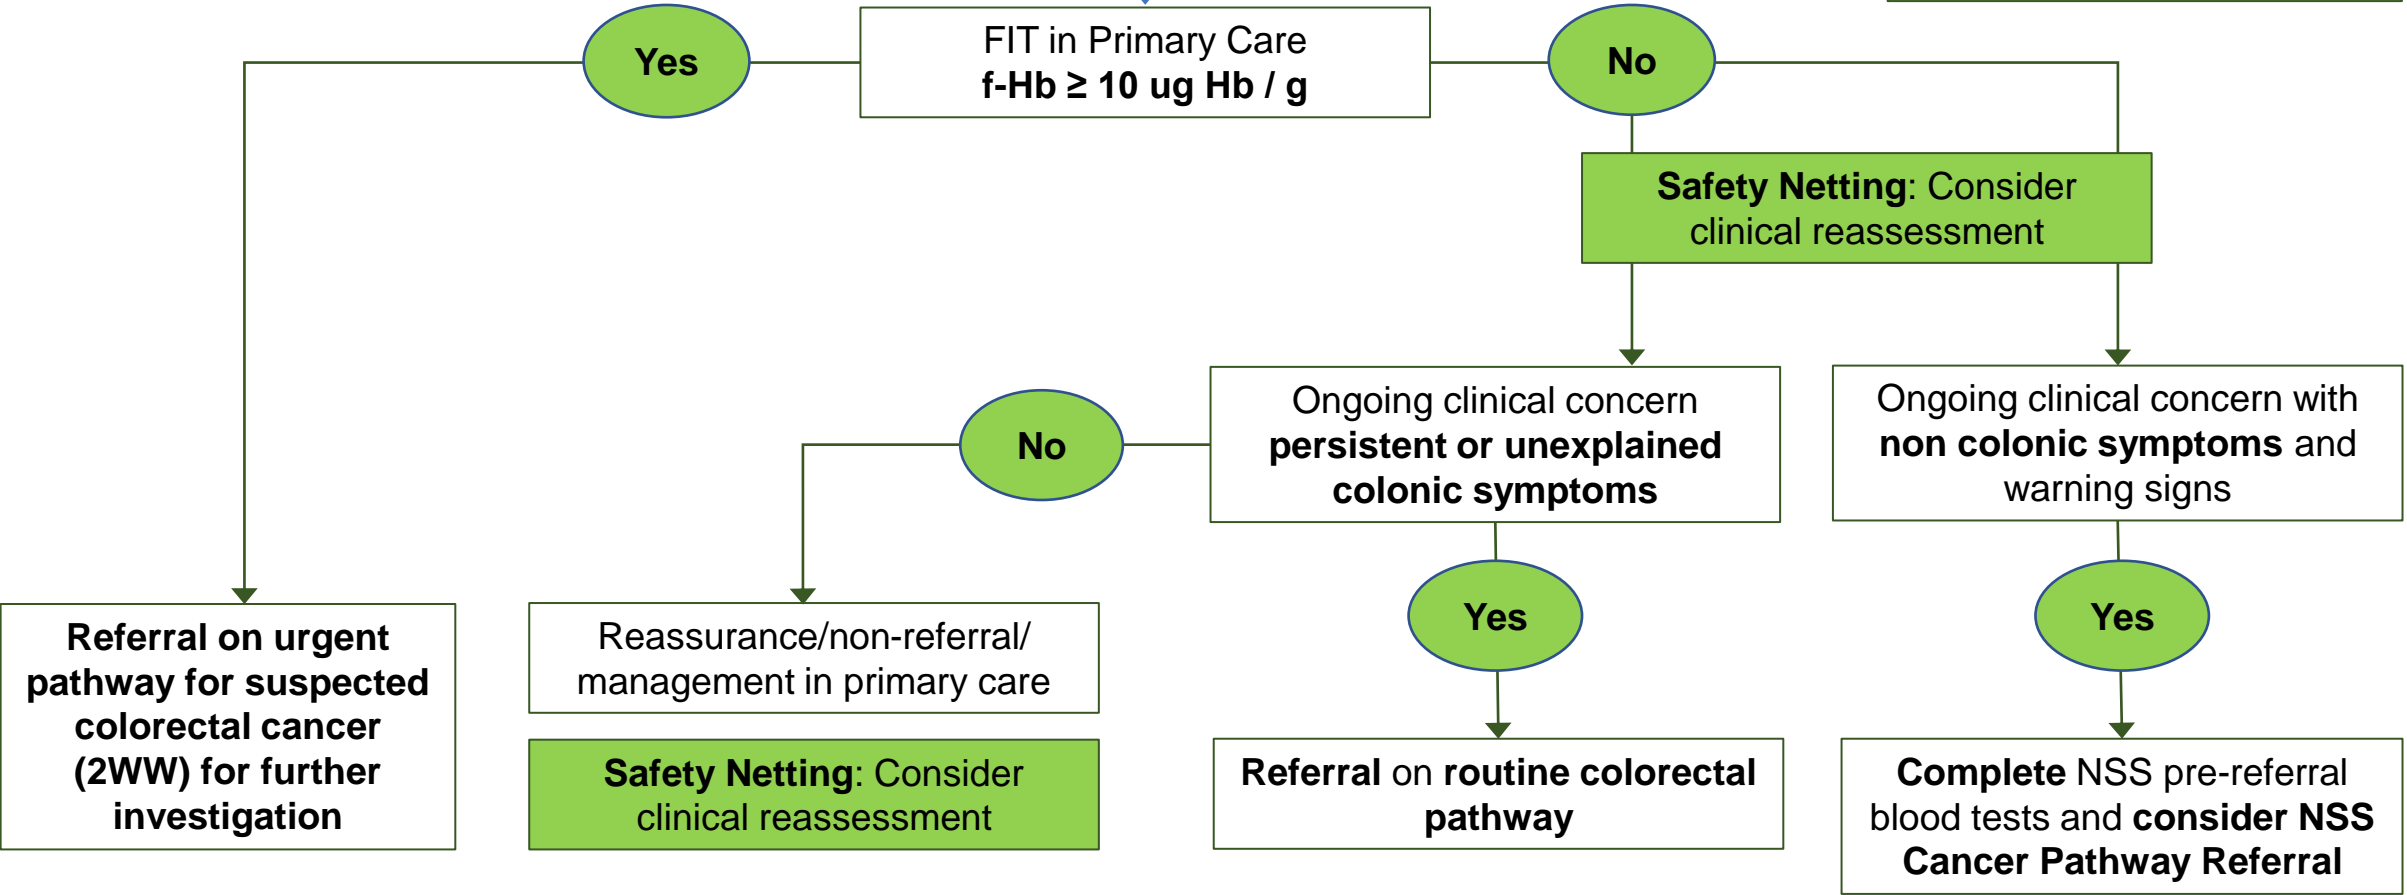 Yes
FIT in Primary Care
f-Hb ≥ 10 ug Hb / g
No
Safety Netting: Consider
clinical reassessment
No
Ongoing clinical concern
persistent or unexplained
colonic symptoms
Ongoing clinical concern with
non colonic symptoms and
warning signs
Yes
Yes
Referral on urgent
pathway for suspected
colorectal cancer
(2WW) for further
investigation
Reassurance/non-referral/
management in primary care
Safety Netting: Consider
clinical reassessment
Referral on routine colorectal
pathway
Complete NSS pre-referral
blood tests and consider NSS
Cancer Pathway Referral